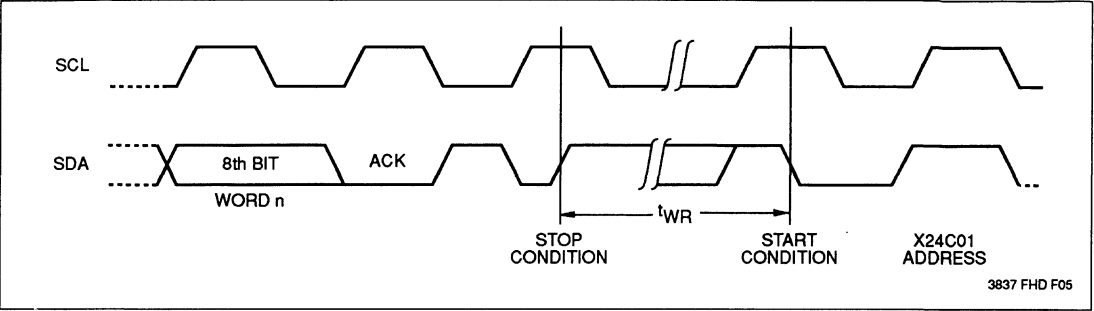 SCL
SDA
8th BIT
ACK
WORD n
tWR
STOP
CONDITION
START
CONDITION
X24C01
ADDRESS
3837 FHD F05